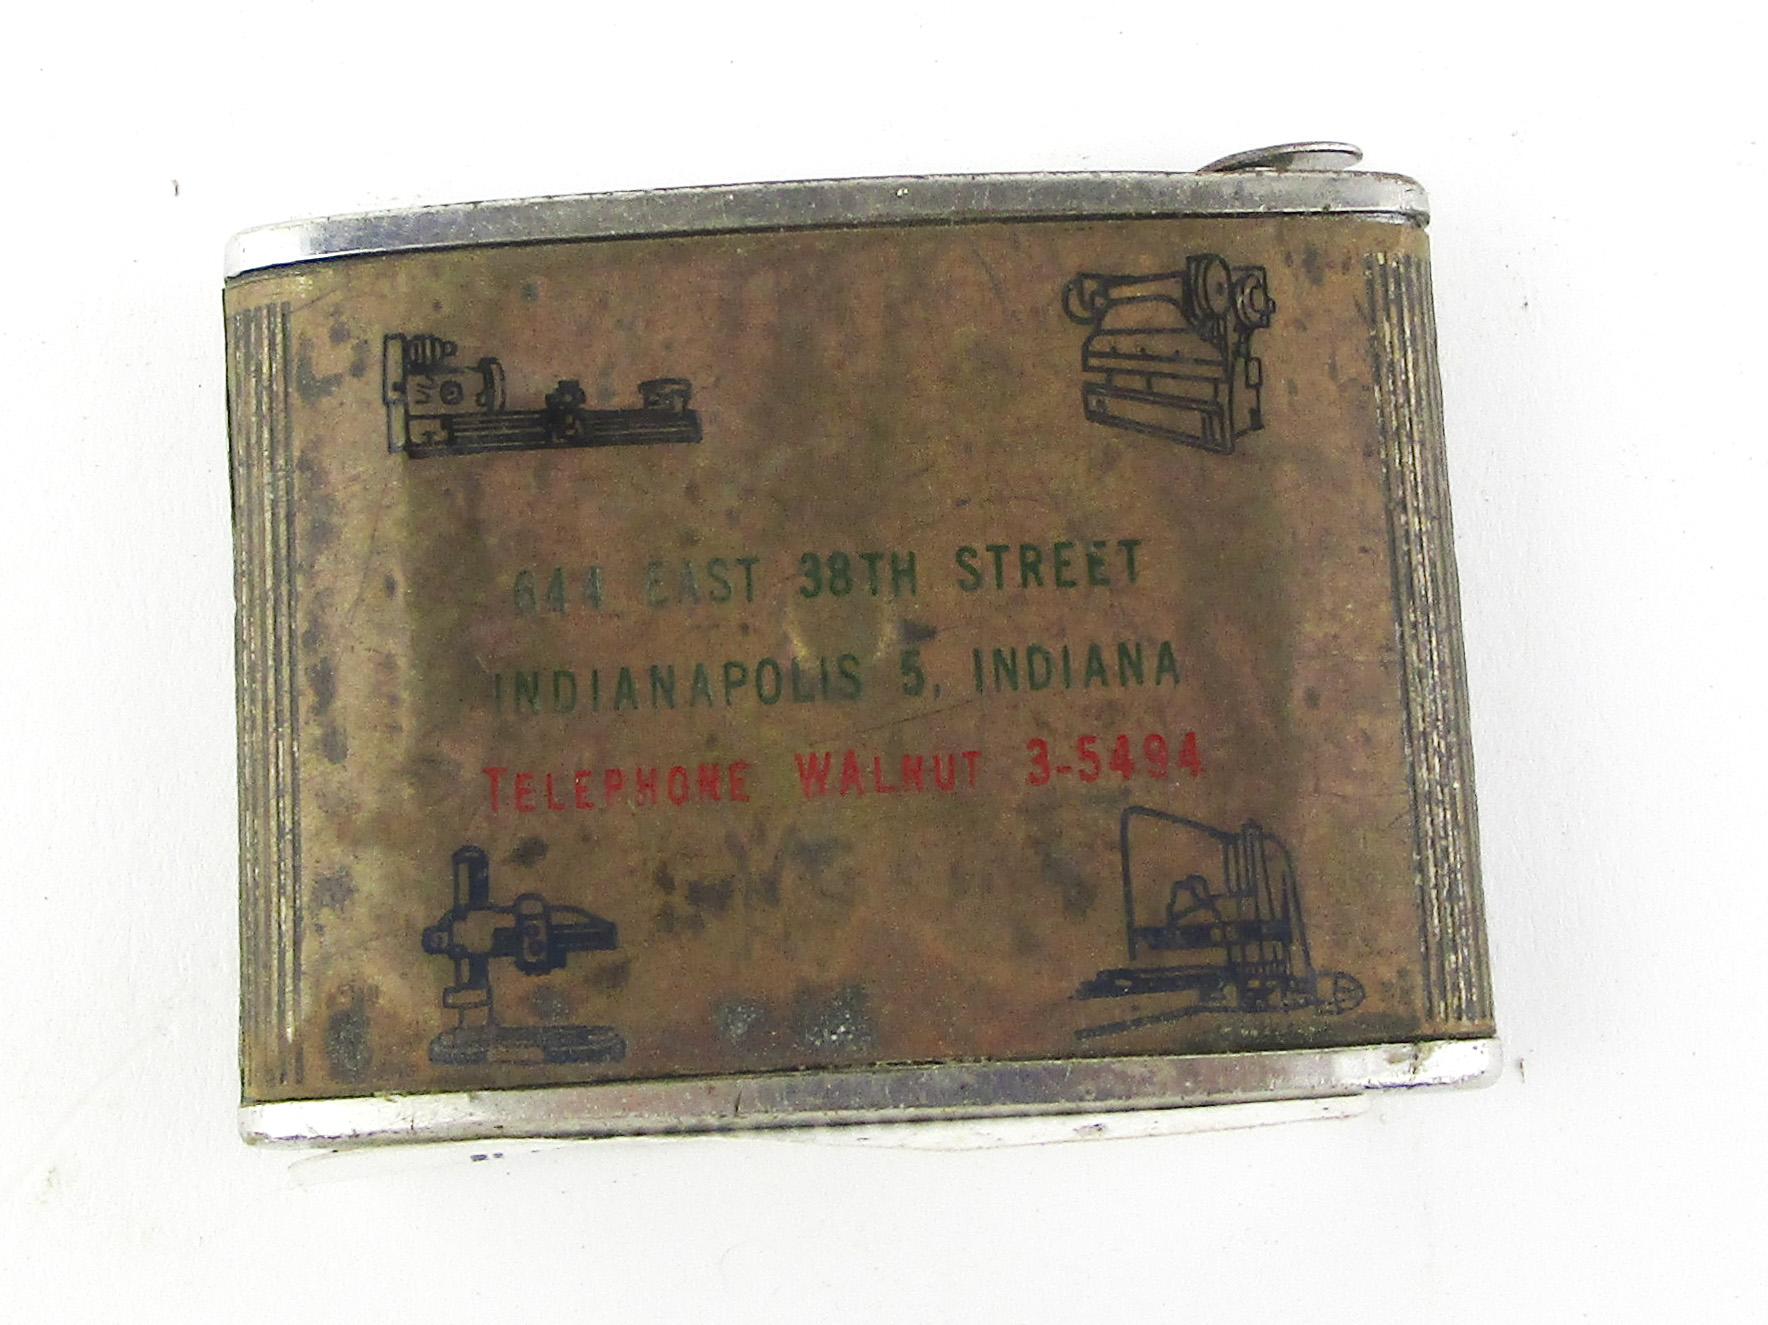 644 EAST 38TH STREET
INDIANAPOLIS 5, INDIANA
TELEPHONE WALNUT 3-5494